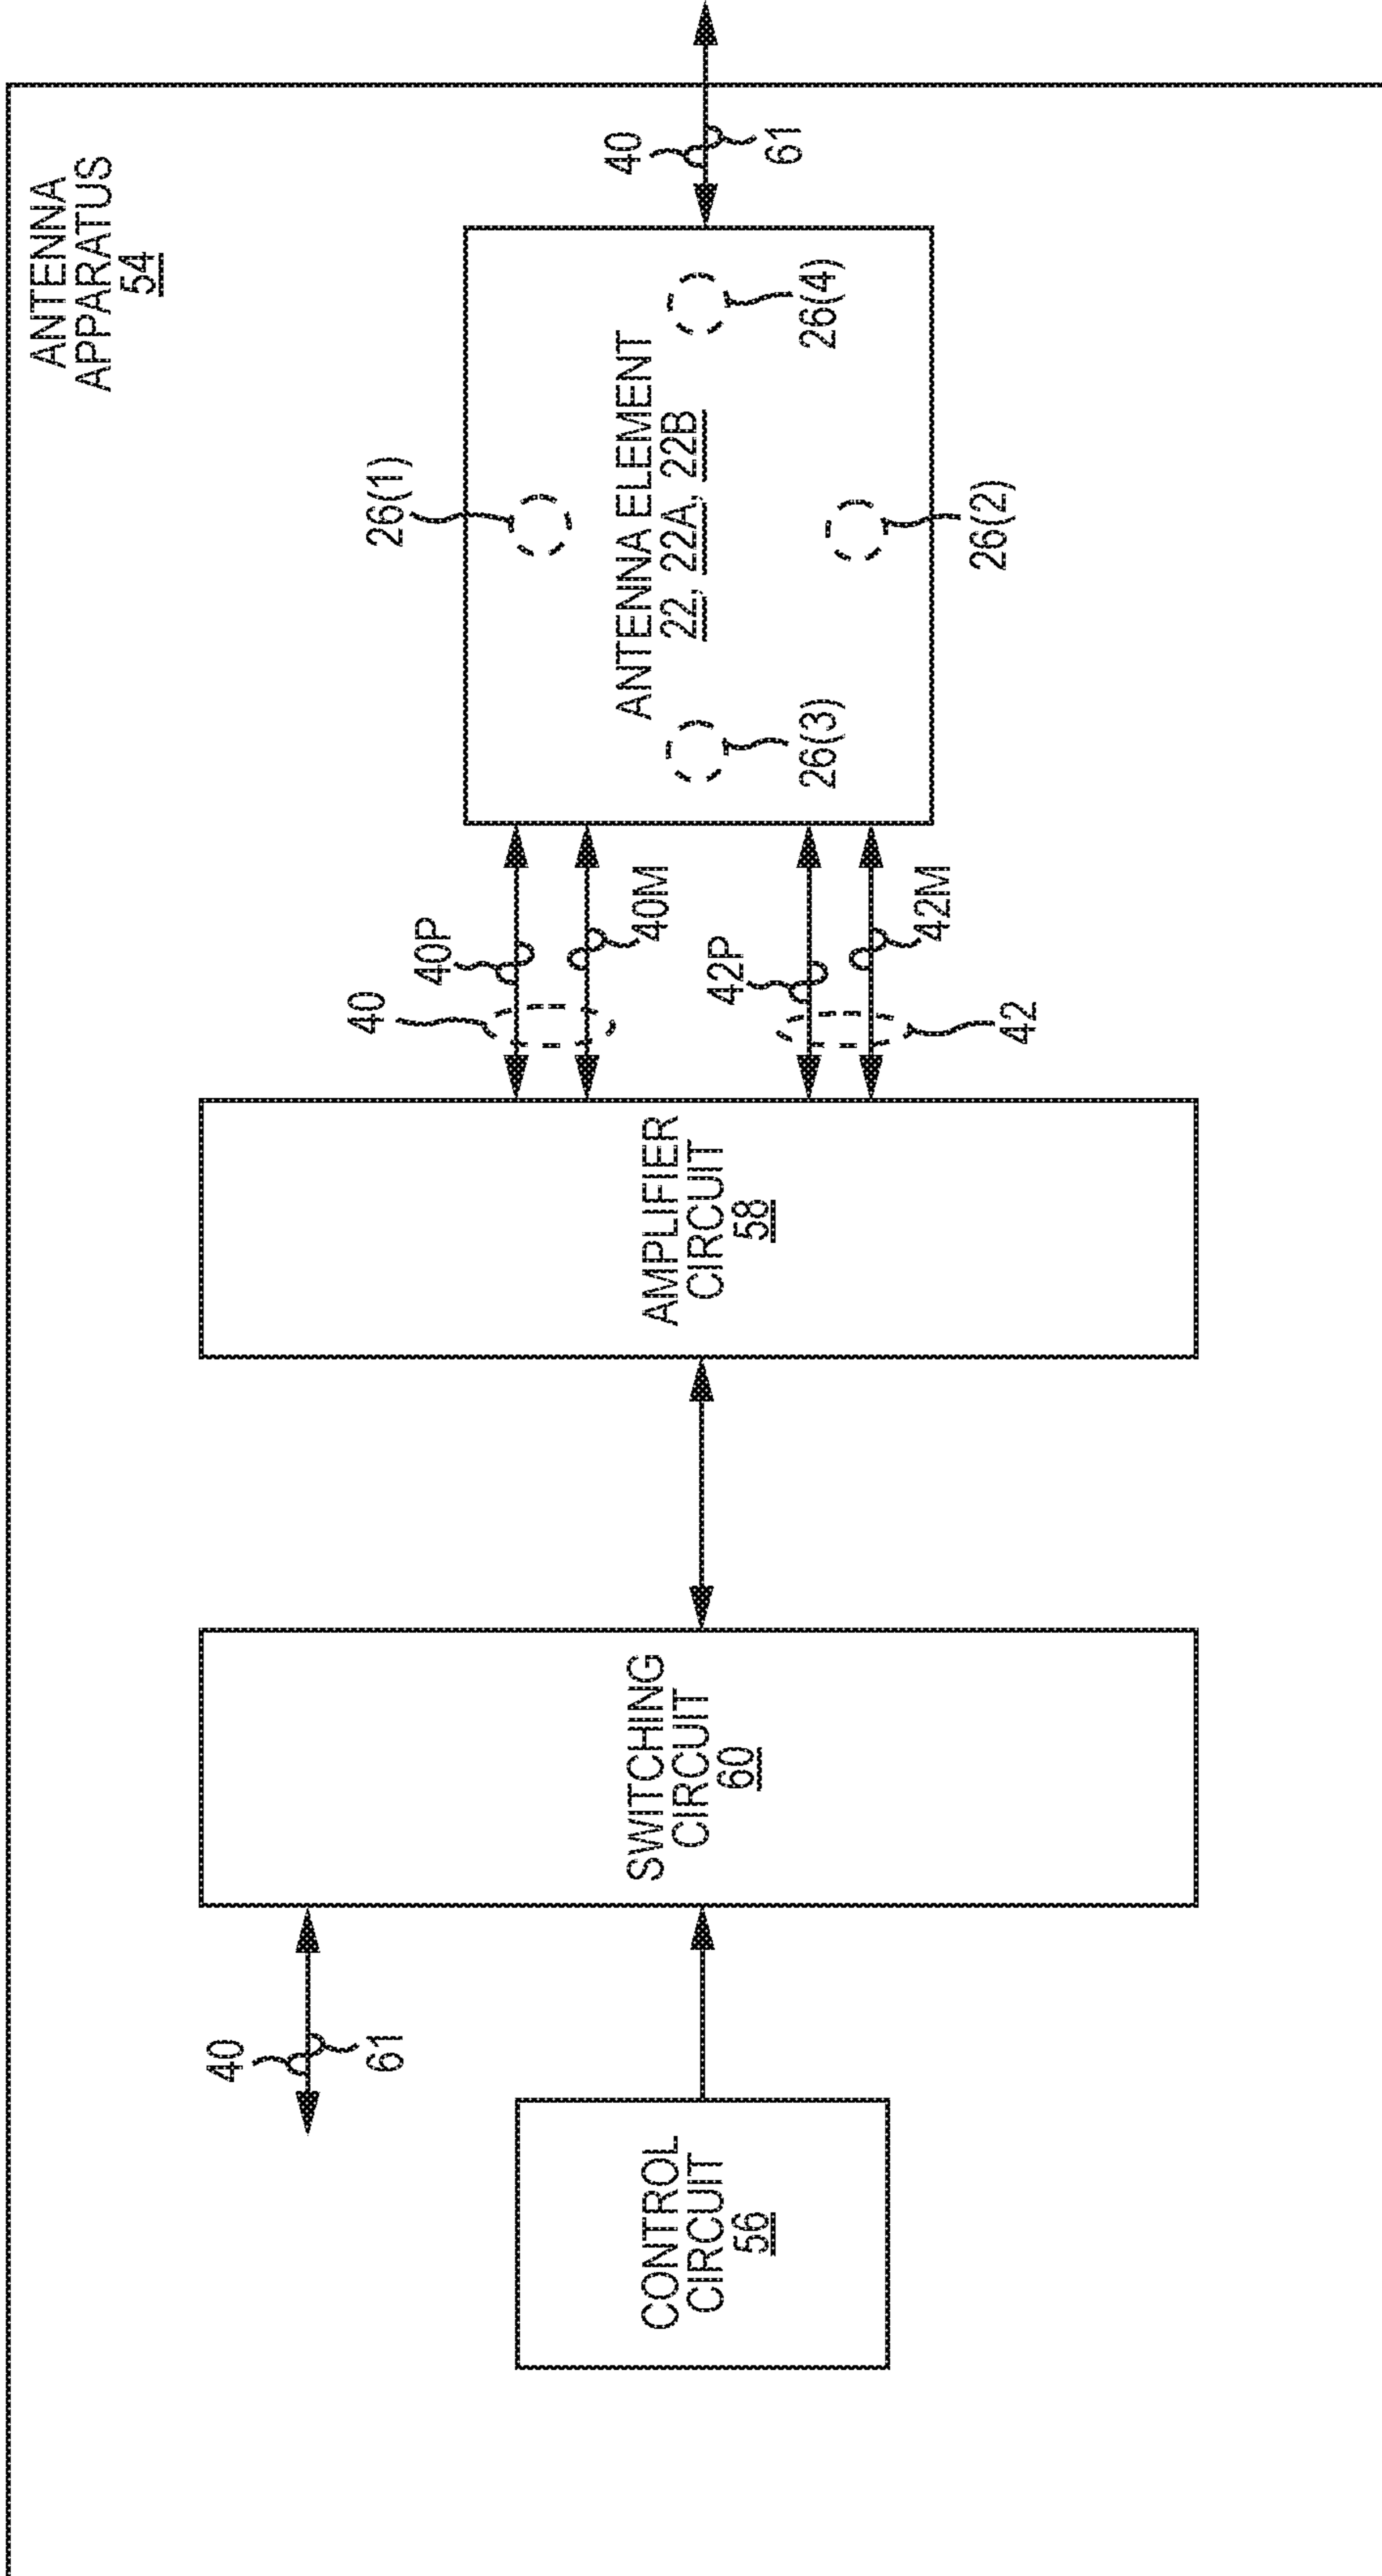 ANTENNA
APPARATUS
54
40
61
CONTROL
CIRCUIT
56
SWITCHING
CIRCUIT
60
AMPLIFIER
CIRCUIT
58
40
40P
40M
42P
42M
42
26(1)
ANTENNA ELEMENT
22, 22A, 22B
26(3)
26(4)
26(2)
40
61